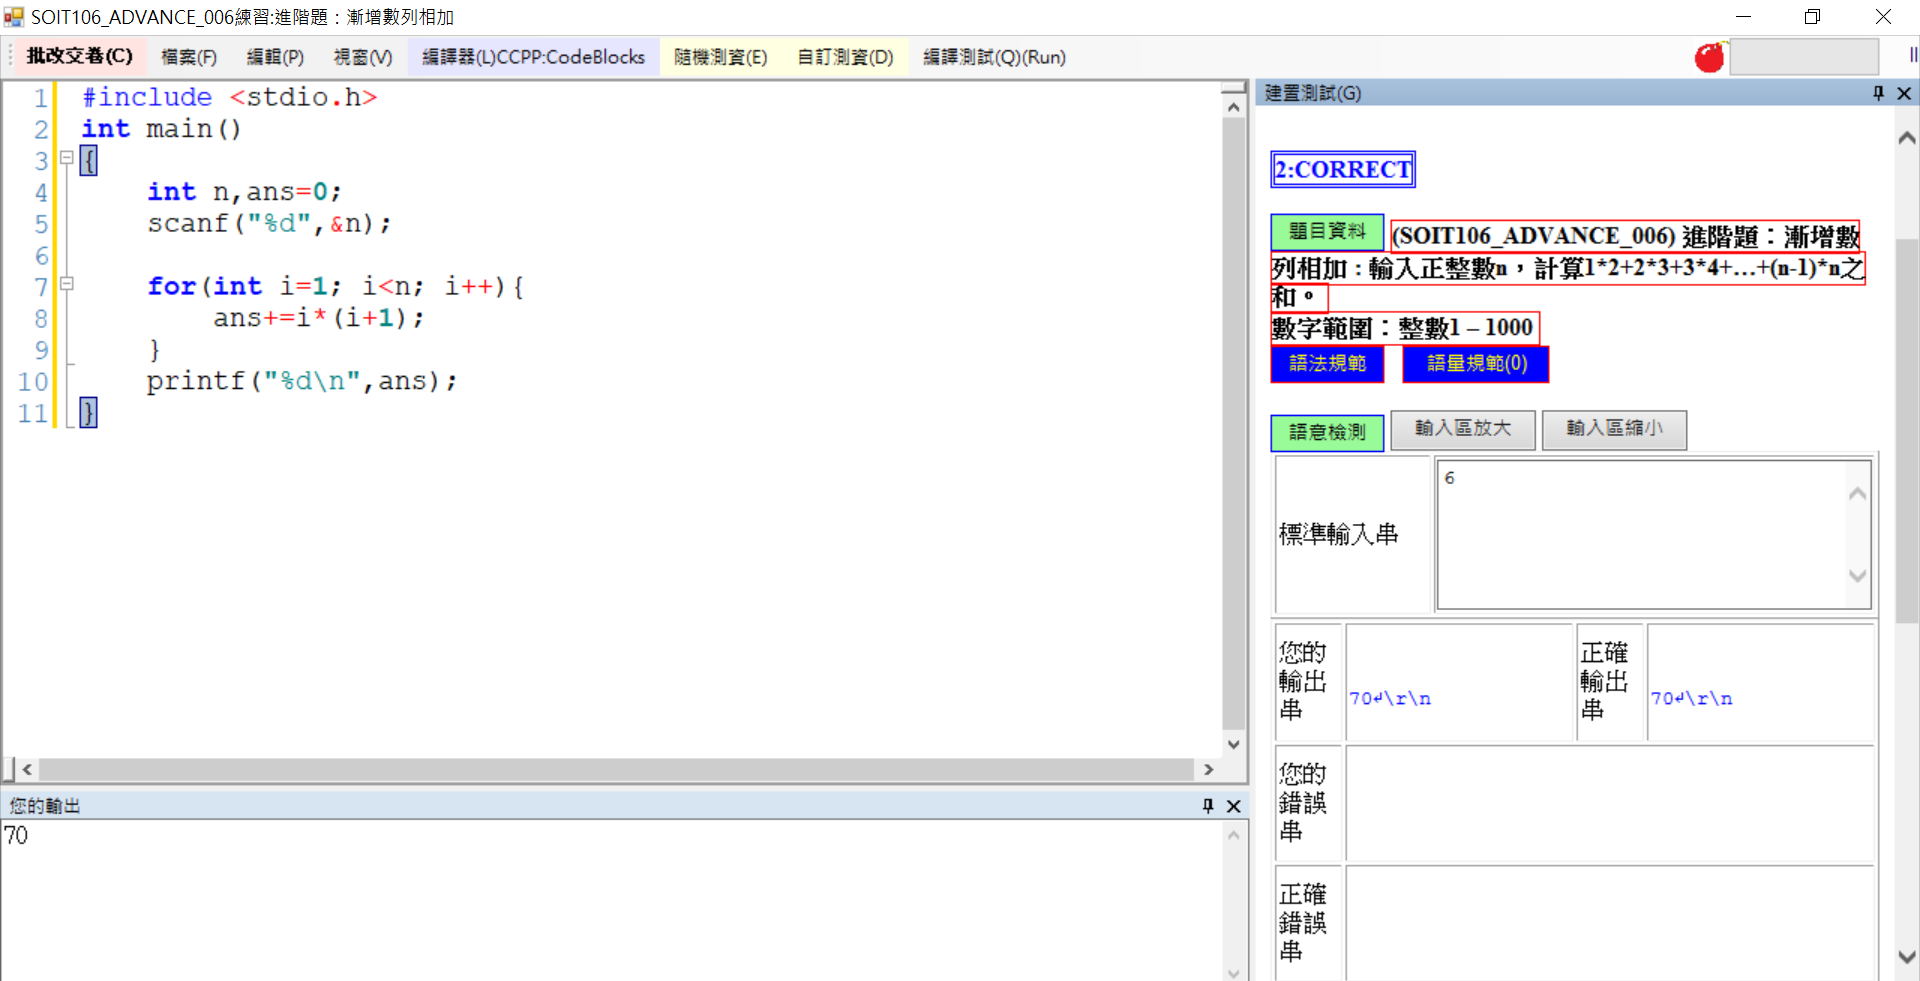 SOIT106_ADVANCE_006練習:進階題：漸增數列相加
批改交卷(C) 檔案(F) 編輯(P) 視窗(V) 編譯器(L)CCPP:CodeBlocks 隨機測資(E) 自訂測資(D) 編譯測試(Q)(Run)
1 #include <stdio.h>
2 int main()
3 {
4 int n,ans=0;
5 scanf("%d",&n);
6
7 for(int i=1; i<n; i++){
8 ans+=i*(i+1);
9 }
10 printf("%d\n",ans);
11 }
您的輸出
70
建置測試(G)
2:CORRECT
題目資料 (SOIT106_ADVANCE_006) 進階題：漸增數
列相加：輸入正整數n，計算1*2+2*3+3*4+…+(n-1)*n之
和。
數字範圍：整數1 – 1000
語法規範 語量規範(0)
語意檢測 輸入區放大 輸入區縮小
標準輸入串 6
您的
輸出
串
70↵\r\n
正確
輸出
串
70↵\r\n
您的
錯誤
串
正確
錯誤
串